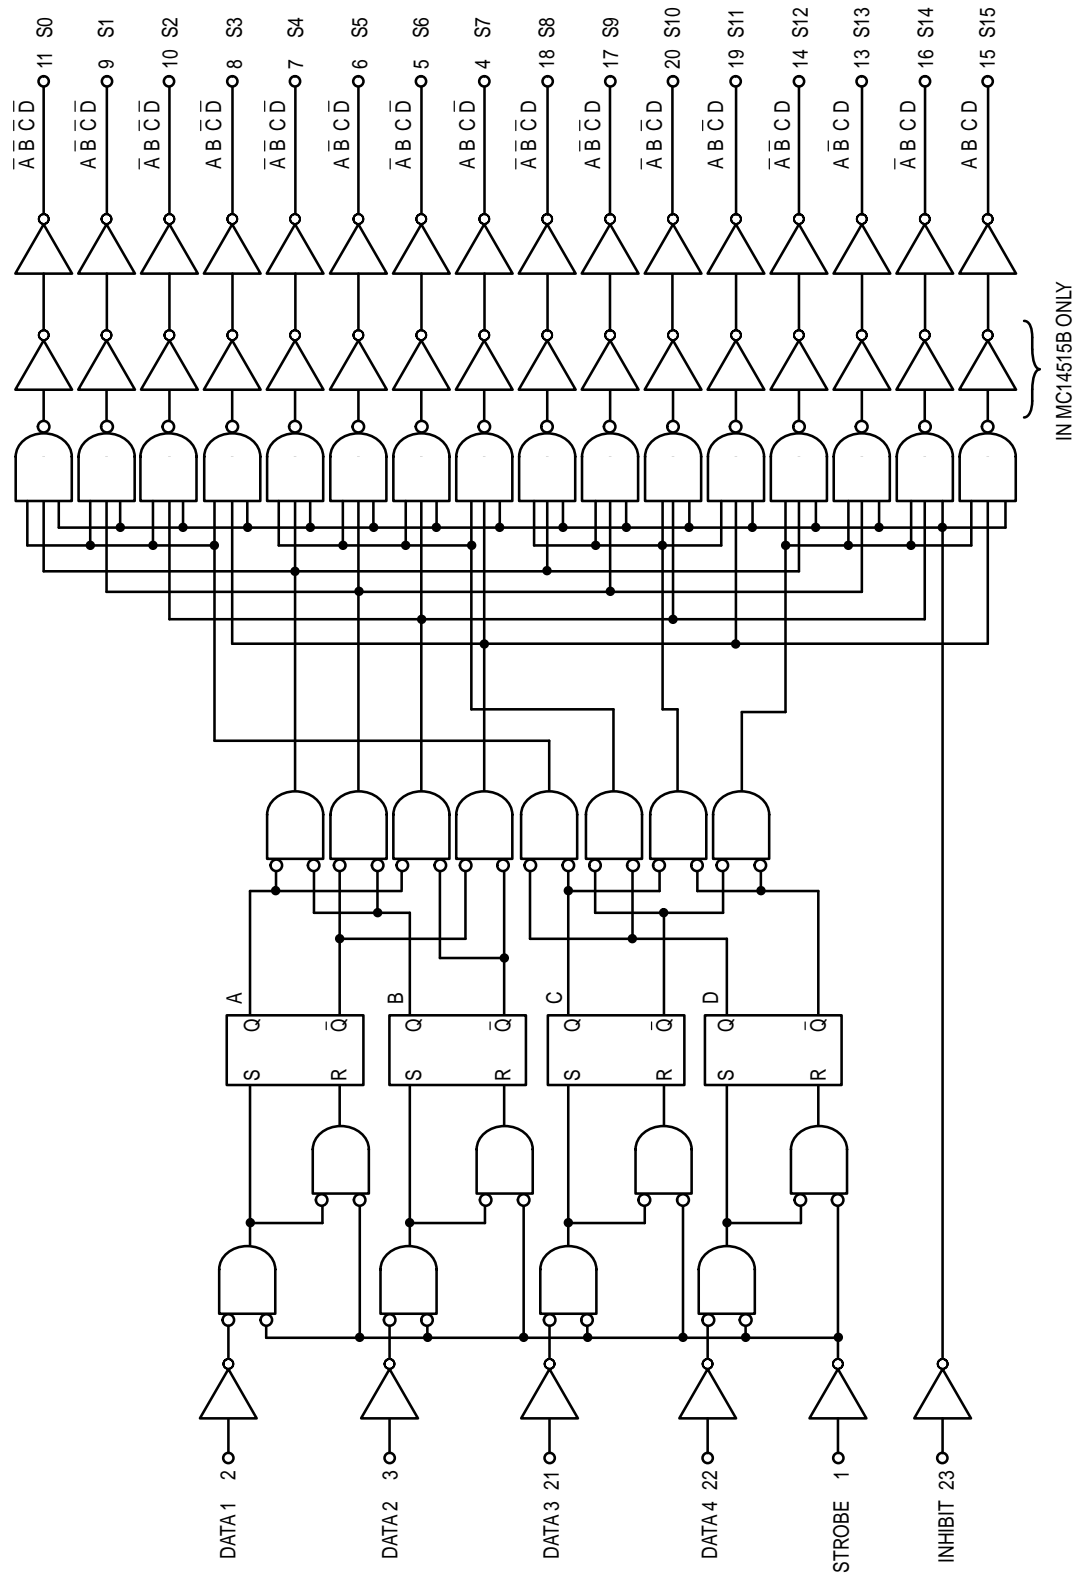 A̅ B̅ C̅ D̅ 11 S0
A B̅ C̅ D̅ 9 S1
A̅ B C̅ D̅ 10 S2
A B C̅ D̅ 8 S3
A̅ B̅ C D̅ 7 S4
A B̅ C D̅ 6 S5
A̅ B C D̅ 5 S6
A B C D̅ 4 S7
A̅ B̅ C̅ D 18 S8
A B̅ C̅ D 17 S9
A̅ B C̅ D 20 S10
A B C̅ D 19 S11
A̅ B̅ C D 14 S12
A B̅ C D 13 S13
A̅ B C D 16 S14
A B C D 15 S15
IN MC14515B ONLY
DATA 1 2
S Q A
R Q̅
DATA 2 3
S Q B
R Q̅
DATA 3 21
S Q C
R Q̅
DATA 4 22
S Q D
R Q̅
STROBE 1
INHIBIT 23